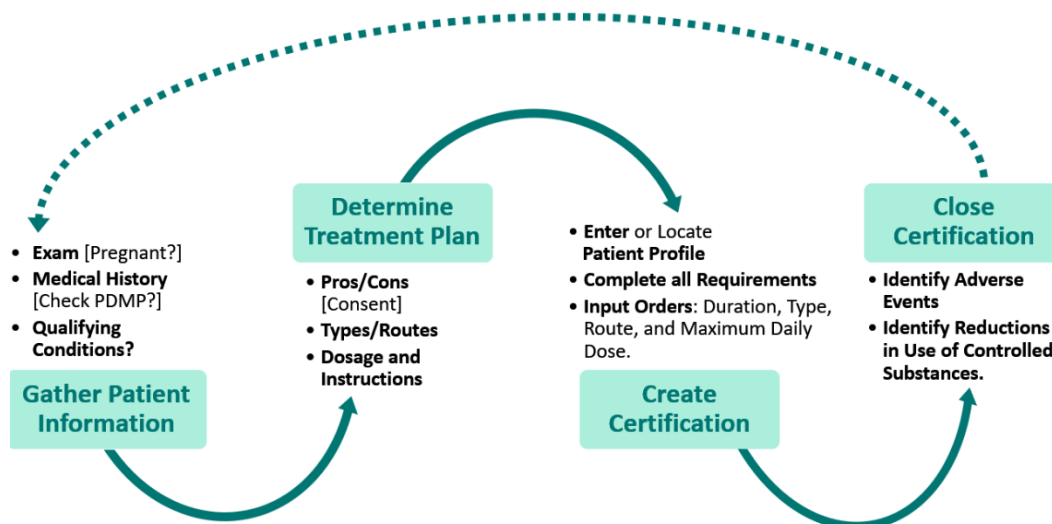 • Exam [Pregnant?]
• Medical History
[Check PDMP?]
• Qualifying
Conditions?
Gather Patient
Information
Determine
Treatment Plan
• Pros/Cons
[Consent]
• Types/Routes
• Dosage and
Instructions
• Enter or Locate
Patient Profile
• Complete all Requirements
• Input Orders: Duration, Type,
Route, and Maximum Daily
Dose.
Create
Certification
Close
Certification
• Identify Adverse
Events
• Identify Reductions
in Use of Controlled
Substances.